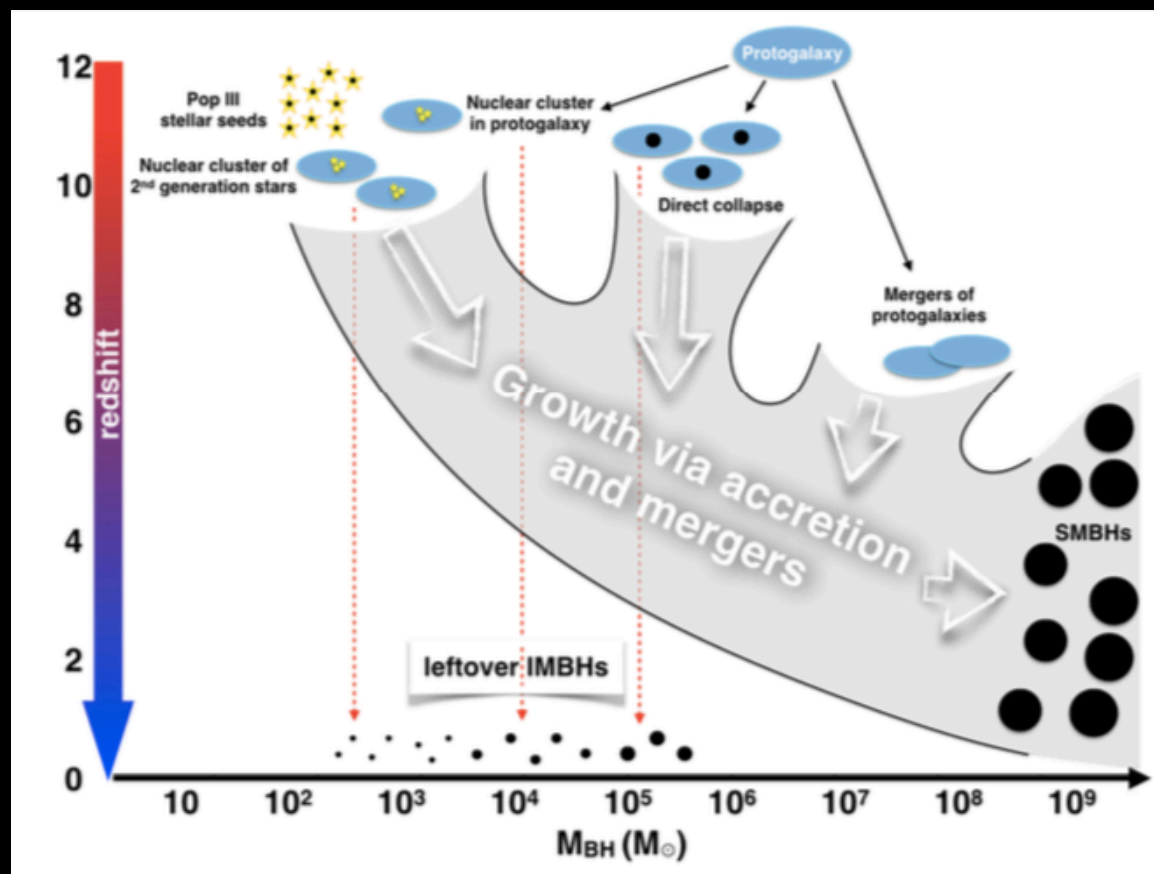 12
Protogalaxy
Pop III
stellar seeds
Nuclear cluster
in protogalaxy
Nuclear cluster of
2nd generation stars
10
Direct collapse
8
Mergers of
protogalaxies
redshift
6
Growth via accretion
and mergers
SMBHs
4
2
leftover IMBHs
0
10 10² 10³ 10⁴ 10⁵ 10⁶ 10⁷ 10⁸ 10⁹
M_BH (M☉)